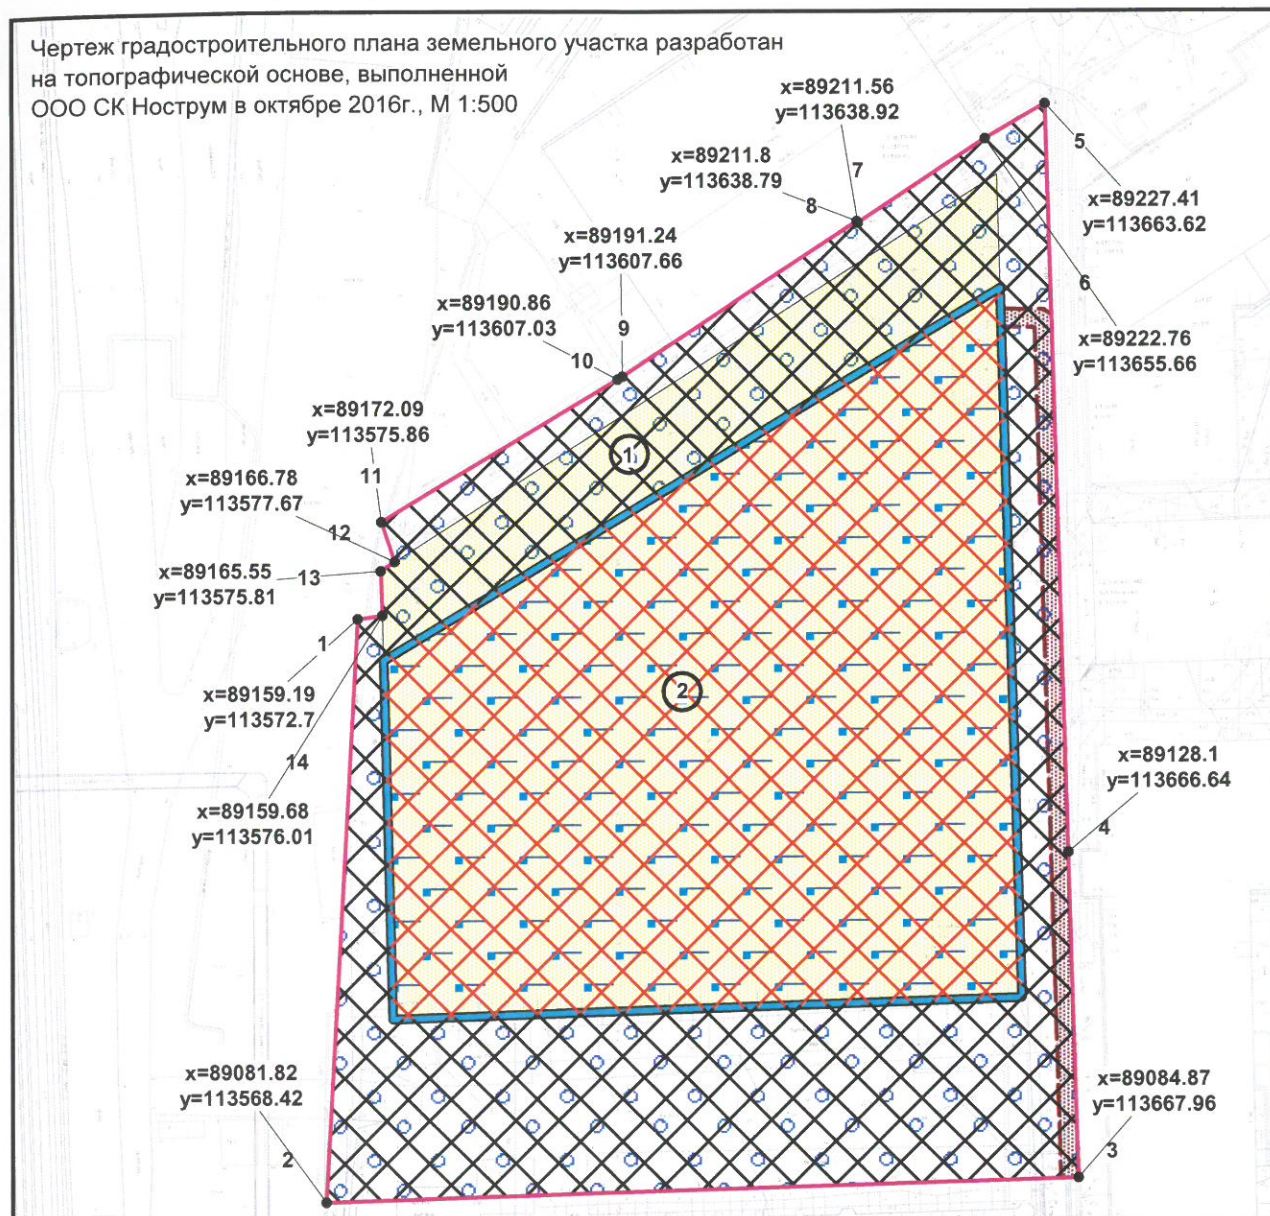 Чертеж градостроительного плана земельного участка разработан
на топографической основе, выполненной
ООО СК Нострум в октябре 2016г., М 1:500
x=89211.56
y=113638.92
7
x=89211.8
y=113638.79
8
5
x=89227.41
y=113663.62
x=89191.24
y=113607.66
9
6
x=89222.76
y=113655.66
x=89190.86
y=113607.03
10
x=89172.09
y=113575.86
11
1
x=89166.78
y=113577.67
12
x=89165.55
y=113575.81
13
1
x=89159.19
y=113572.7
2
14
x=89159.68
y=113576.01
x=89128.1
y=113666.64
4
x=89081.82
y=113568.42
2
x=89084.87
y=113667.96
3